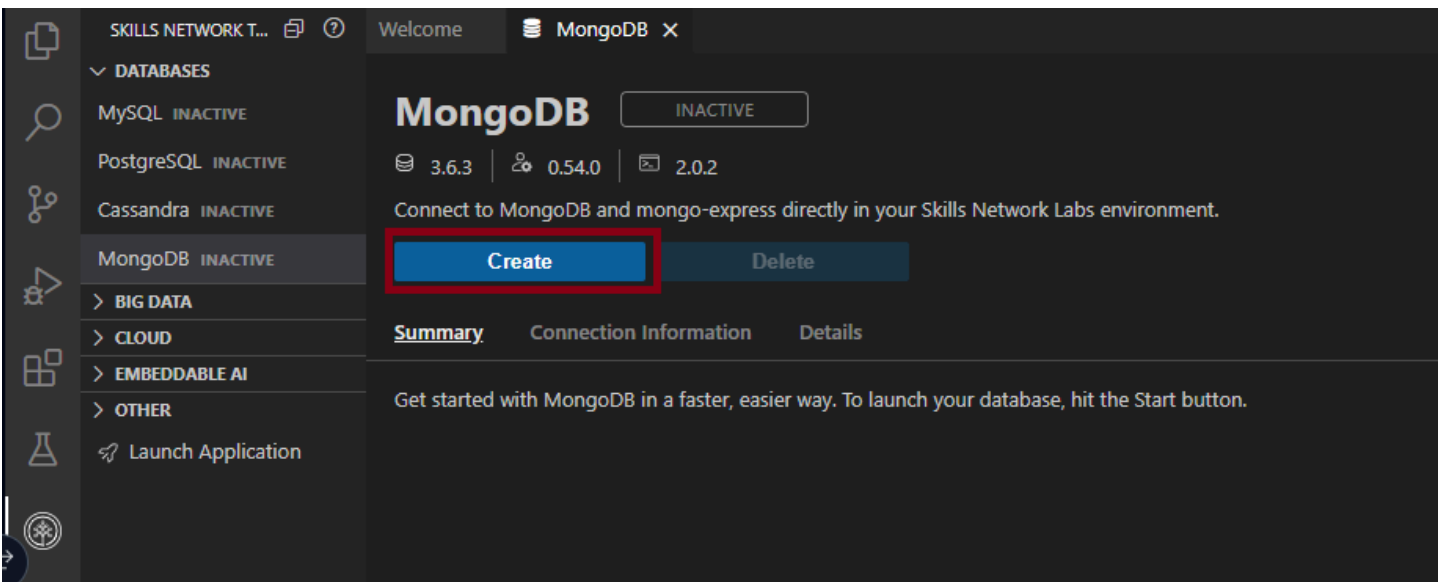 SKILLS NETWORK T...
Welcome
MongoDB
DATABASES
MySQL INACTIVE
PostgreSQL INACTIVE
Cassandra INACTIVE
MongoDB INACTIVE
BIG DATA
CLOUD
EMBEDDABLE AI
OTHER
Launch Application
MongoDB INACTIVE
3.6.3 0.54.0 2.0.2
Connect to MongoDB and mongo-express directly in your Skills Network Labs environment.
Create Delete
Summary Connection Information Details
Get started with MongoDB in a faster, easier way. To launch your database, hit the Start button.